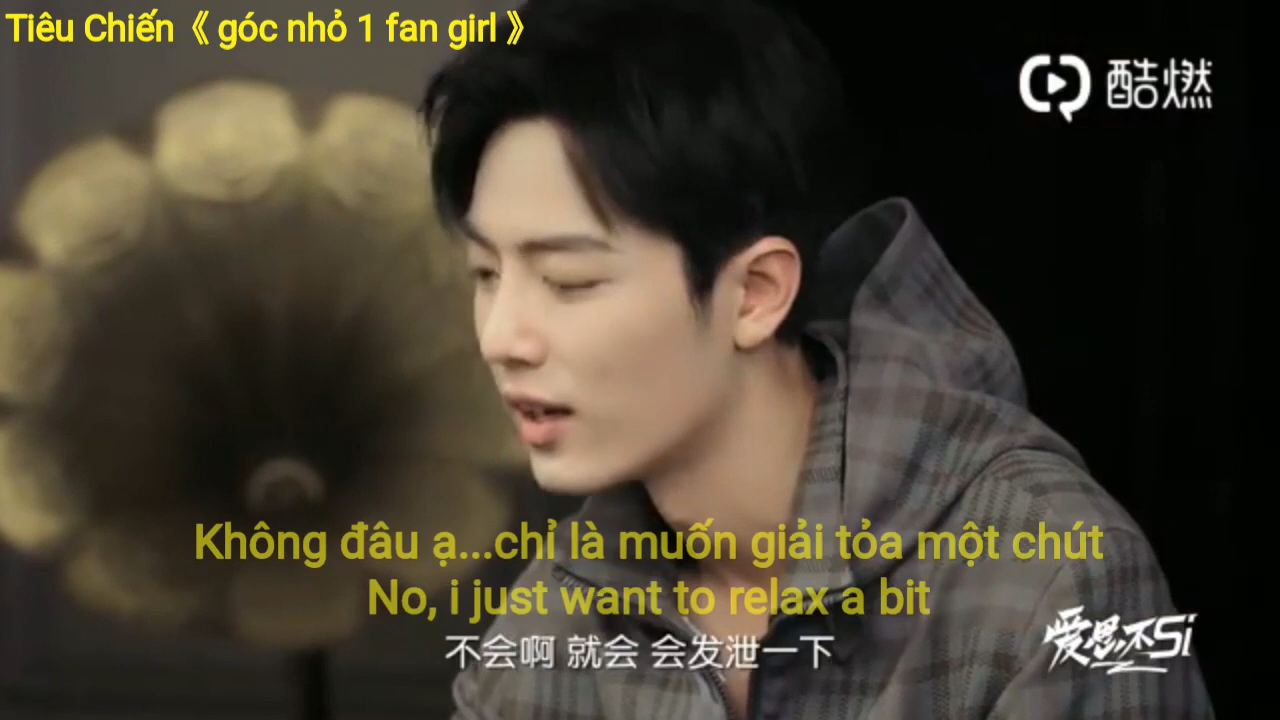 Tiêu Chiến《 góc nhỏ 1 fan girl 》
酷燃
Không đâu ạ...chỉ là muốn giải tỏa một chút
No, i just want to relax a bit
不会啊 就会 会发泄一下
爱思不Si